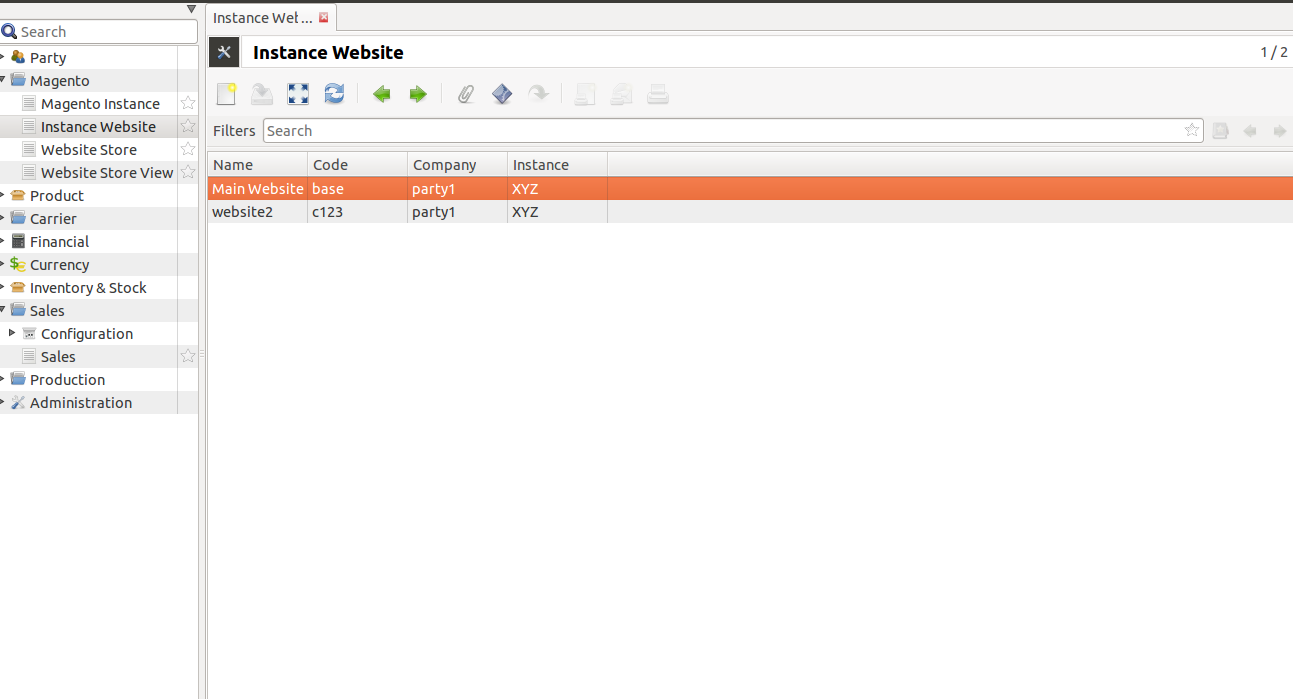 Instance Wel ...
Search
Party
Magento
Magento Instance
Instance Website
Website Store
Website Store View
Product
Carrier
Financial
Currency
Inventory & Stock
Sales
Configuration
Sales
Production
Administration
Instance Website
1 / 2
Filters Search
Name Code Company Instance
Main Website base party1 XYZ
website2 c123 party1 XYZ